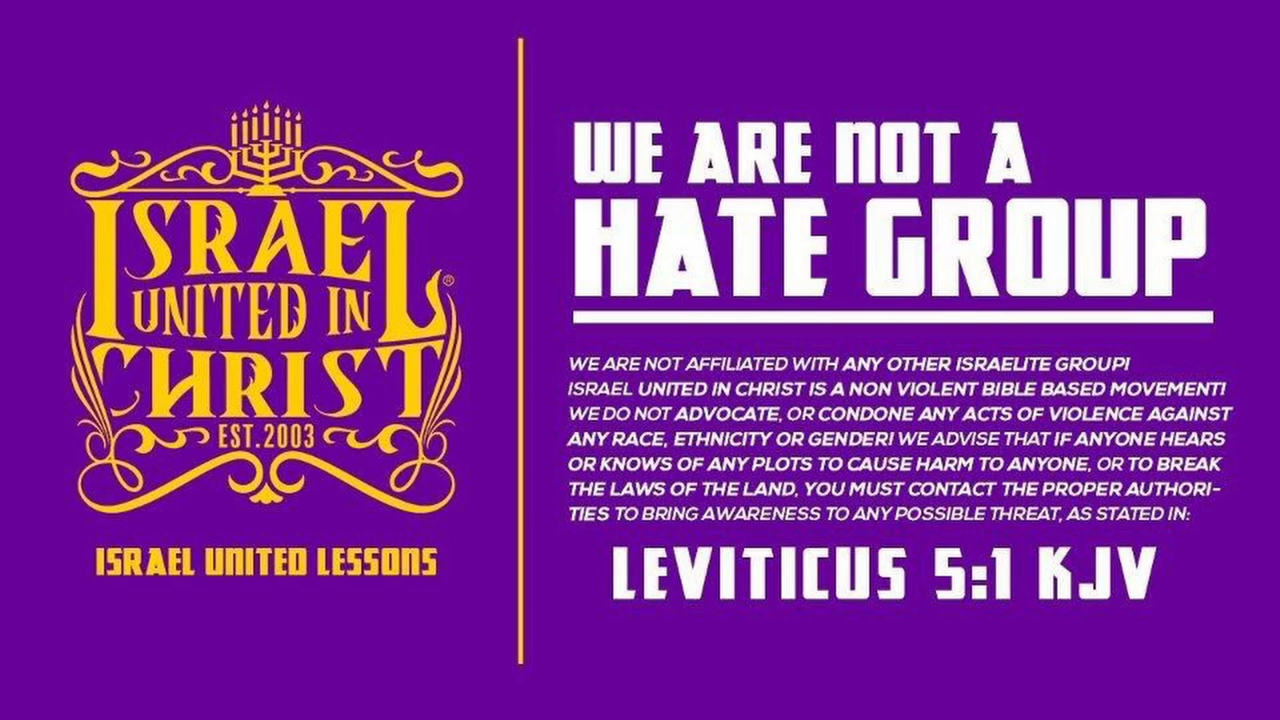 ISRAEL
UNITED IN
CHRIST
EST.2003
ISRAEL UNITED LESSONS
WE ARE NOT A
HATE GROUP
WE ARE NOT AFFILIATED WITH ANY OTHER ISRAELITE GROUP!
ISRAEL UNITED IN CHRIST IS A NON VIOLENT BIBLE BASED MOVEMENT!
WE DO NOT ADVOCATE, OR CONDONE ANY ACTS OF VIOLENCE AGAINST
ANY RACE, ETHNICITY OR GENDER! WE ADVISE THAT IF ANYONE HEARS
OR KNOWS OF ANY PLOTS TO CAUSE HARM TO ANYONE, OR TO BREAK
THE LAWS OF THE LAND, YOU MUST CONTACT THE PROPER AUTHORI-
TIES TO BRING AWARENESS TO ANY POSSIBLE THREAT, AS STATED IN:
LEVITICUS 5:1 KJV